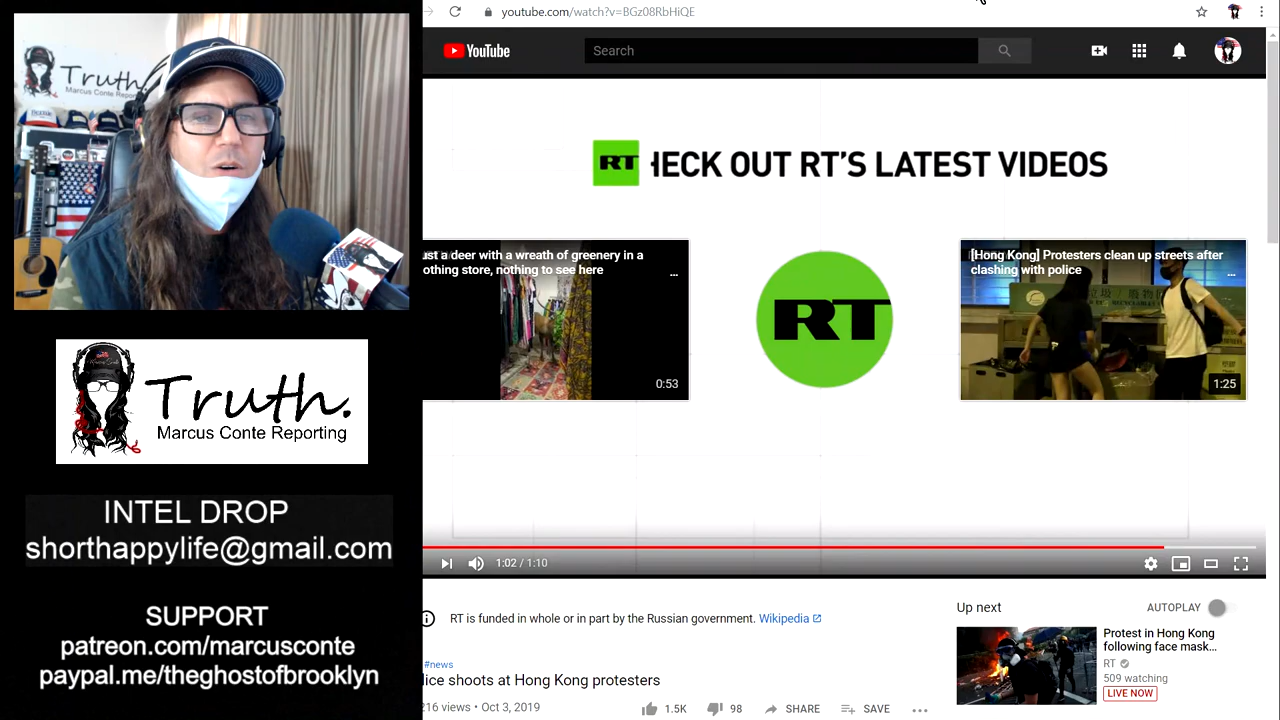 Truth.
Marcus Conte Reporting
Truth.
Marcus Conte Reporting
INTEL DROP
shorthappylife@gmail.com
SUPPORT
patreon.com/marcusconte
paypal.me/theghostofbrooklyn
youtube.com/watch?v=BGz08RbHiQE
YouTube
Search
RT HECK OUT RT'S LATEST VIDEOS
ust a deer with a wreath of greenery in a
othing store, nothing to see here
0:53
RT
[Hong Kong] Protesters clean up streets after
clashing with police
1:25
1:02 / 1:10
RT is funded in whole or in part by the Russian government. Wikipedia
#news
lice shoots at Hong Kong protesters
216 views • Oct 3, 2019
1.5K
98
SHARE
SAVE
Up next
AUTOPLAY
Protest in Hong Kong
following face mask...
RT
509 watching
LIVE NOW